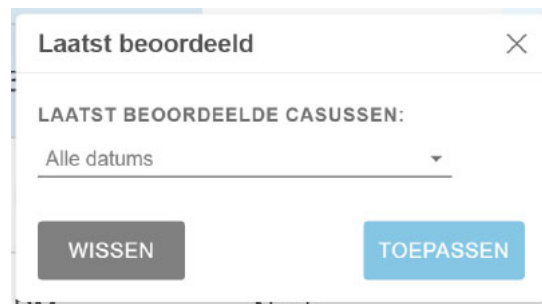 Laatst beoordeeld
LAATST BEOORDEELDE CASUSSEN:
Alle datums
WISSEN
TOEPASSEN